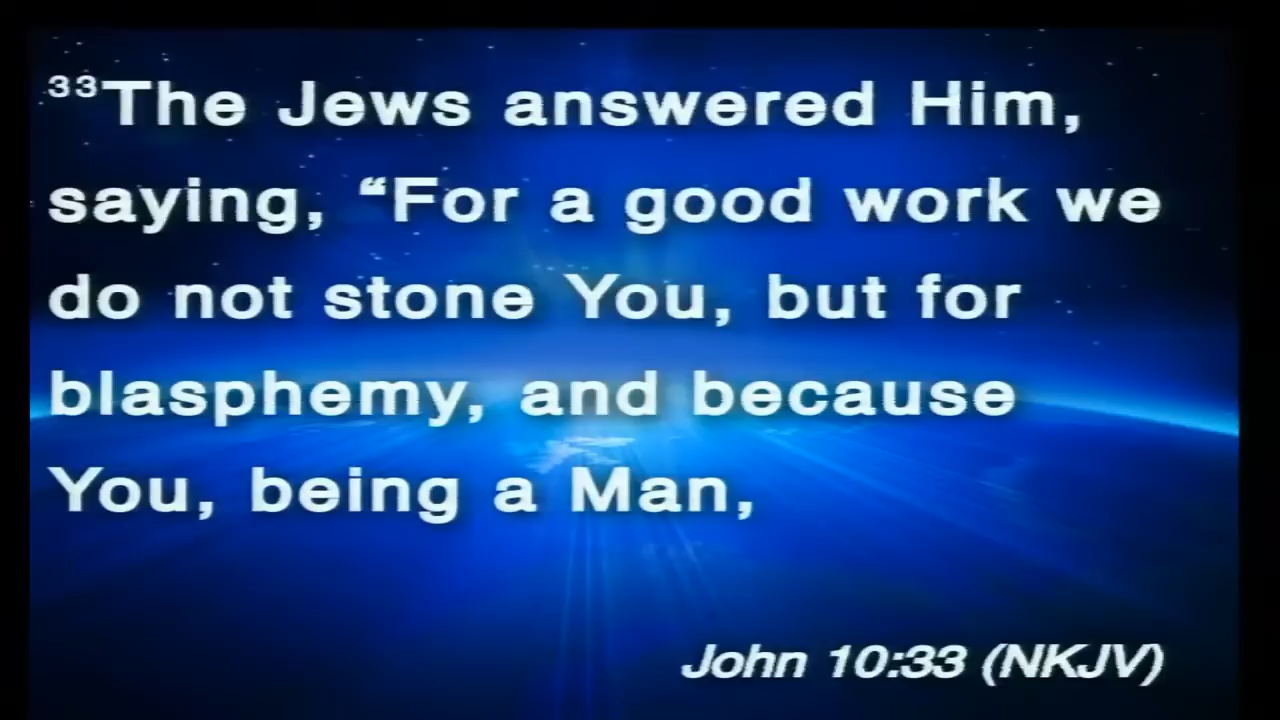 ³³The Jews answered Him,
saying, “For a good work we
do not stone You, but for
blasphemy, and because
You, being a Man,
John 10:33 (NKJV)